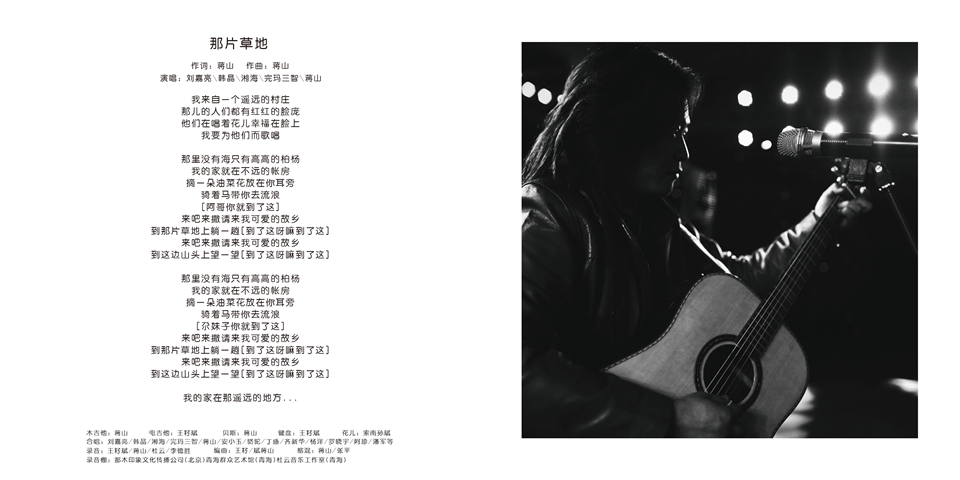 那片草地
作词：蒋山 作曲：蒋山
演唱：刘嘉亮\韩晶\湘海\完玛三智\蒋山
我来自一个遥远的村庄
那儿的人们都有红红的脸庞
他们在唱着花儿幸福在脸上
我要为他们而歌唱
那里没有海只有高高的柏杨
我的家就在不远的帐房
摘一朵油菜花放在你耳旁
骑着马带你去流浪
[阿哥你就到了这]
来吧来撒请来我可爱的故乡
到那片草地上躺一趟[到了这呀嘛到了这]
来吧来撒请来我可爱的故乡
到这边山头上望一望[到了这呀嘛到了这]
那里没有海只有高高的柏杨
我的家就在不远的帐房
摘一朵油菜花放在你耳旁
骑着马带你去流浪
[尕妹子你就到了这]
来吧来撒请来我可爱的故乡
到那片草地上躺一趟[到了这呀嘛到了这]
来吧来撒请来我可爱的故乡
到这边山头上望一望[到了这呀嘛到了这]
我的家在那遥远的地方...
木吉他：蒋山 电吉他：王 斌 贝斯：蒋山 键盘：王 斌 花儿：索南孙斌
合唱：刘嘉亮/韩晶/湘海/完玛三智/蒋山/安小玉/骆驼/丁盛/齐新华/杨洋/罗晓宇/阿珍/潘军等
录音：王 斌/蒋山/杜云/李德胜 编曲：王 斌/蒋山 缩混：蒋山/张平
录音棚：那木印象文化传播公司(北京)青海群众艺术馆(青海)杜云音乐工作室(青海)